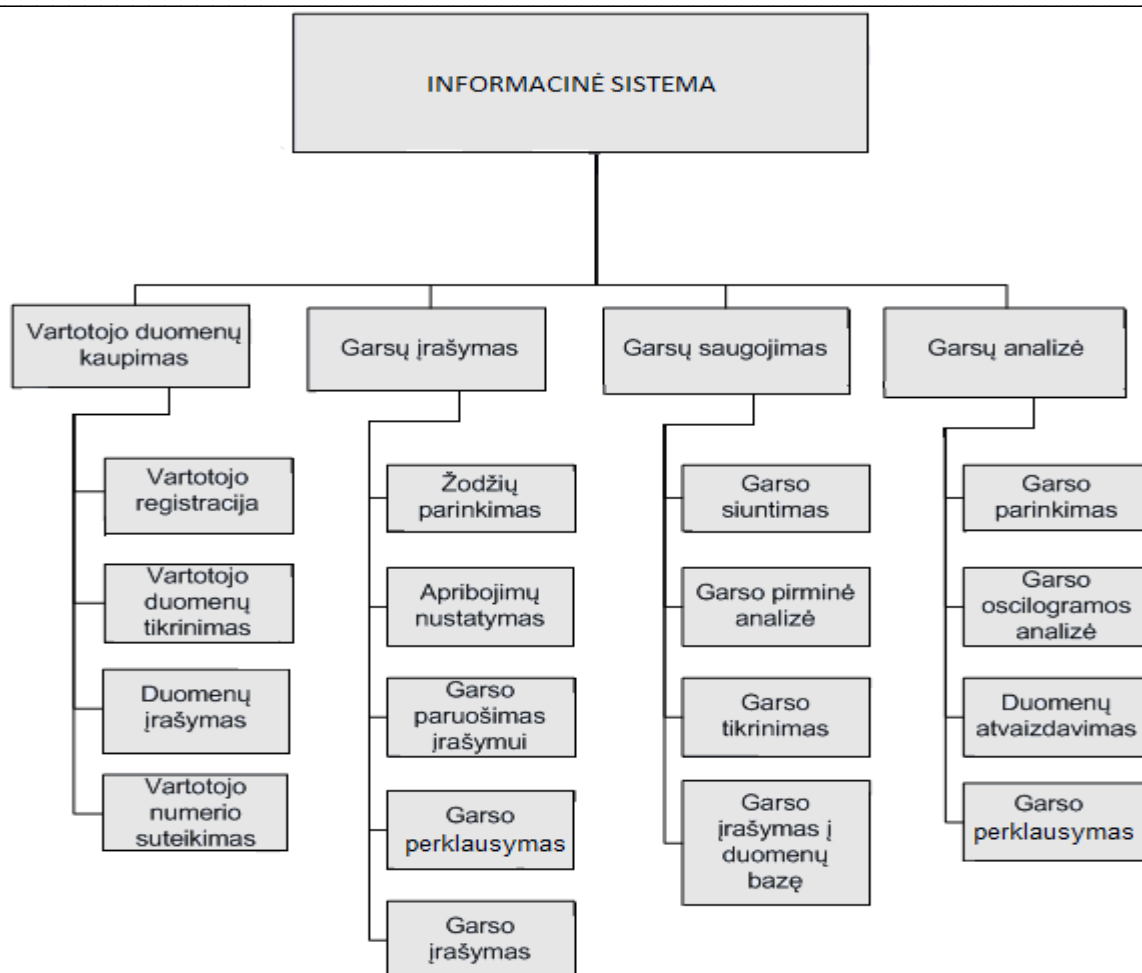 INFORMACINĖ SISTEMA
Vartotojo duomenų
kaupimas
Vartotojo
registracija
Vartotojo
duomenų
tikrinimas
Duomenų
įrašymas
Vartotojo
numerio
suteikimas
Garsų įrašymas
Žodžių
parinkimas
Apribojimų
nustatymas
Garso
paruošimas
įrašymui
Garso
perklausymas
Garso
įrašymas
Garsų saugojimas
Garso
siuntimas
Garso pirminė
analizė
Garso
tikrinimas
Garso
įrašymas į
duomenų
bazę
Garsų analizė
Garso
parinkimas
Garso
oscilogramos
analizė
Duomenų
atvaizdavimas
Garso
perklausymas